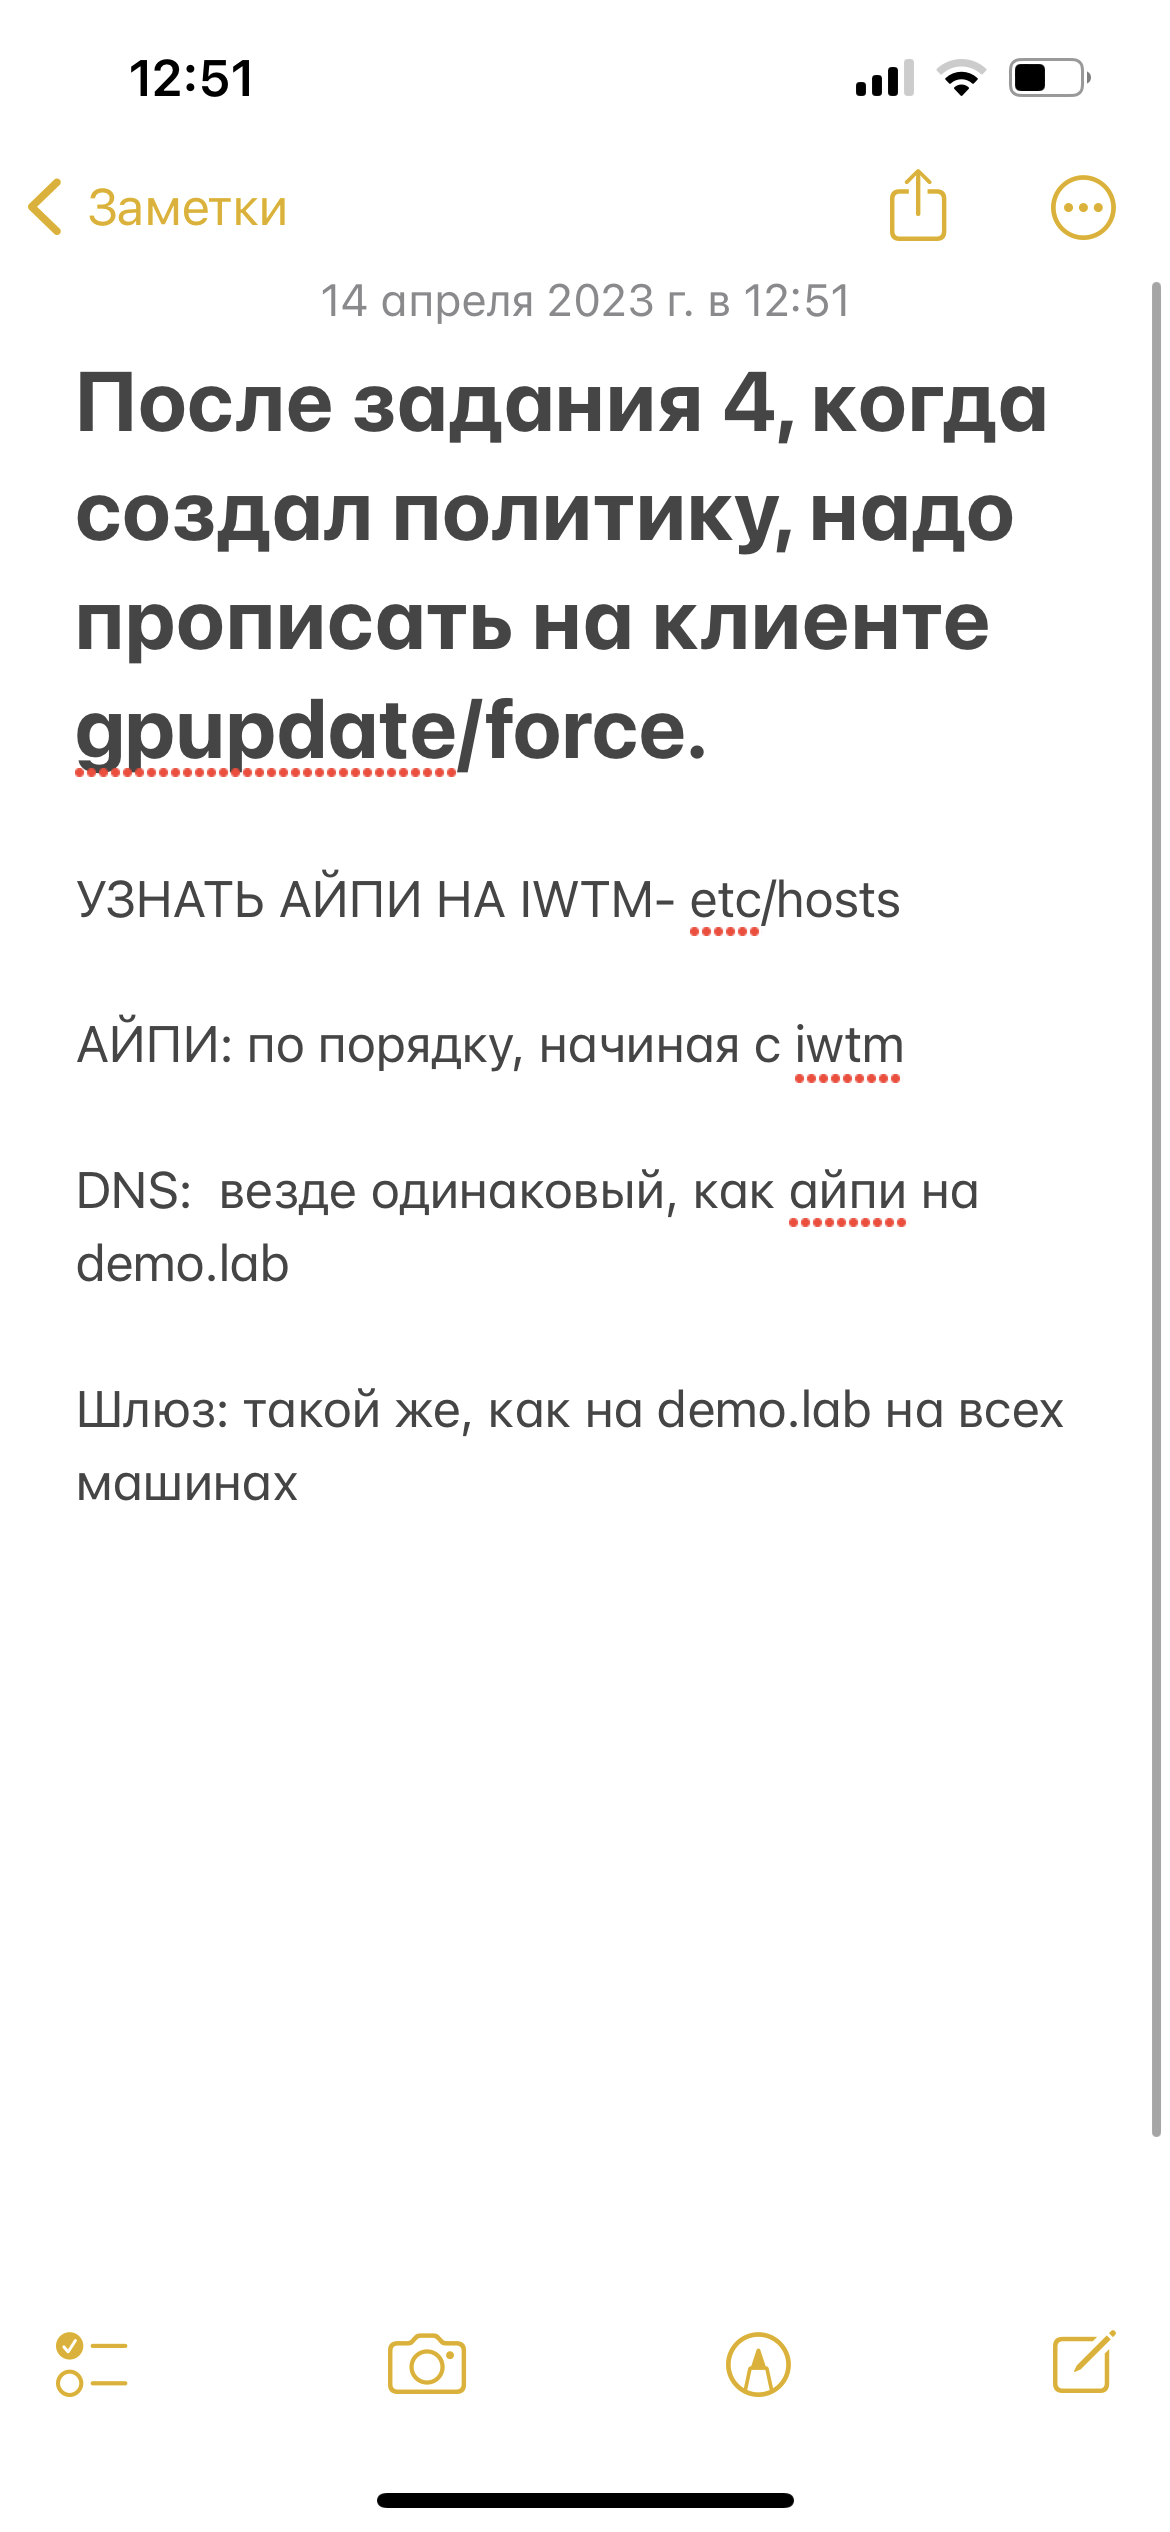 12:51
Заметки
14 апреля 2023 г. в 12:51
После задания 4, когда
создал политику, надо
прописать на клиенте
gpupdate/force.
УЗНАТЬ АЙПИ НА IWTM- etc/hosts
АЙПИ: по порядку, начиная с iwtm
DNS:  везде одинаковый, как айпи на
demo.lab
Шлюз: такой же, как на demo.lab на всех
машинах